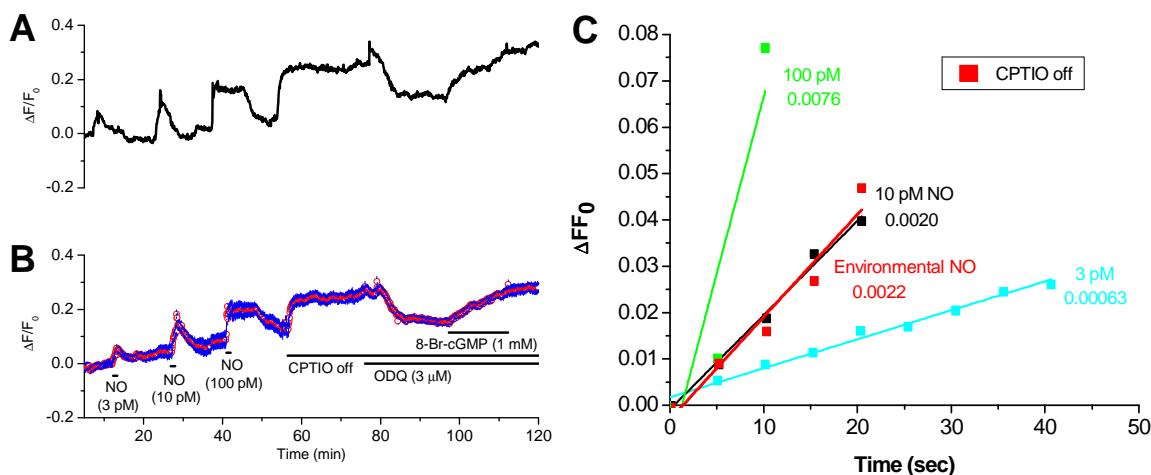 A
ΔF/F0
0.4
0.2
0.0
-0.2
B
ΔF/F0
0.4
0.2
0.0
-0.2
NO
(3 pM)
NO
(10 pM)
NO
(100 pM)
CPTIO off
8-Br-cGMP (1 mM)
ODQ (3 μM)
20 40 60 80 100 120
Time (min)
C
ΔFF0
0.08
0.07
0.06
0.05
0.04
0.03
0.02
0.01
0.00
CPTIO off
100 pM
0.0076
10 pM NO
0.0020
Environmental NO
0.0022
3 pM
0.00063
0 10 20 30 40 50
Time (sec)